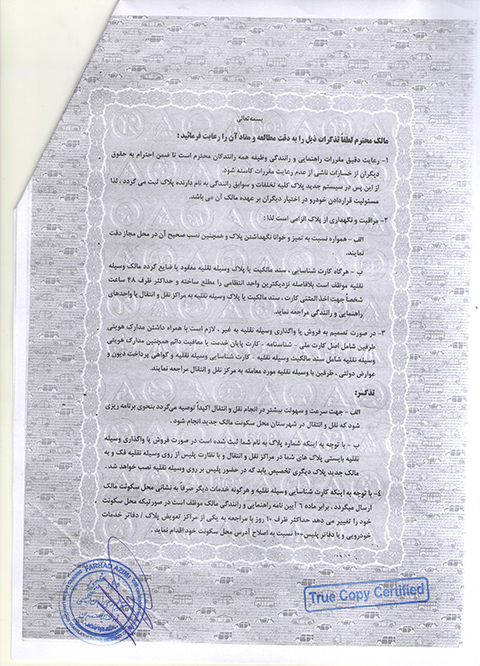 بسمه تعالی
مالک محترم لطفاً تذکرات ذیل را به دقت مطالعه و مفاد آن را رعایت فرمائید :
۱- رعایت دقیق مقررات راهنمایی و رانندگی وظیفه همه رانندگان محترم است تا ضمن احترام به حقوق
دیگران از خسارات ناشی از عدم رعایت مقررات کاسته شود.
از این پس در سیستم جدید پلاک کلیه تخلفات و سوابق رانندگی به نام دارنده پلاک ثبت می گردد ، لذا
مسئولیت قراردادن خودرو در اختیار دیگران بر عهده مالک آن می باشد.
۲- مراقبت و نگهداری از پلاک الزامی است لذا :
الف - همواره نسبت به تمیز و خوانا نگهداشتن پلاک و همچنین نصب صحیح آن در محل مجاز دقت
نمایند.
ب - هرگاه کارت شناسایی ، سند مالکیت یا پلاک وسیله نقلیه مفقود یا ضایع گردد مالک وسیله
نقلیه موظف است بلافاصله نزدیکترین واحد انتظامی را مطلع ساخته و حداکثر ظرف ۴۸ ساعت
شخصاً جهت اخذ المثنی کارت ، سند مالکیت یا پلاک وسیله نقلیه به مراکز نقل و انتقال یا واحدهای
راهنمایی و رانندگی مراجعه نماید.
۳- در صورت تصمیم به فروش یا واگذاری وسیله نقلیه به غیر ، لازم است با همراه داشتن مدارک هویتی
طرفین شامل اصل کارت ملی - شناسنامه - کارت پایان خدمت یا معافیت دائم همچنین مدارک هویتی
وسیله نقلیه شامل سند مالکیت وسیله نقلیه - کارت شناسایی وسیله نقلیه و گواهی پرداخت دیون و
عوارض دولتی ، طرفین با وسیله نقلیه مورد معامله به مرکز نقل و انتقال مراجعه نمایند.
تذکر:
الف - جهت سرعت و سهولت بیشتر در انجام نقل و انتقال اکیداً توصیه می‌گردد بنحوی برنامه ریزی
شود که نقل و انتقال در شهرستان محل سکونت مالک جدید انجام شود.
ب - با توجه به اینکه شماره پلاک به نام شما ثبت شده است در صورت فروش یا واگذاری وسیله
نقلیه بایستی پلاک های شما در مراکز نقل و انتقال و با نظارت پلیس از روی وسیله نقلیه فک و به
مالک جدید پلاک دیگری تخصیص یابد که در حضور پلیس بر روی وسیله نقلیه نصب خواهد شد .
٤- با توجه به اینکه کارت شناسایی وسیله نقلیه و هرگونه خدمات دیگر صرفاً به نشانی محل سکونت مالک
ارسال میگردد ، برابر ماده ٦ آیین نامه راهنمایی و رانندگی مالک موظف است در صورتیکه محل سکونت
خود را تغییر می دهد حداکثر ظرف ۱۰ روز با مراجعه به یکی از مراکز تعویض پلاک / دفاتر خدمات
خودرویی و یا دفاتر پلیس+۱۰ نسبت به اصلاح آدرس محل سکونت خود اقدام نماید .
FARHAD AZIMI
True Copy Certified